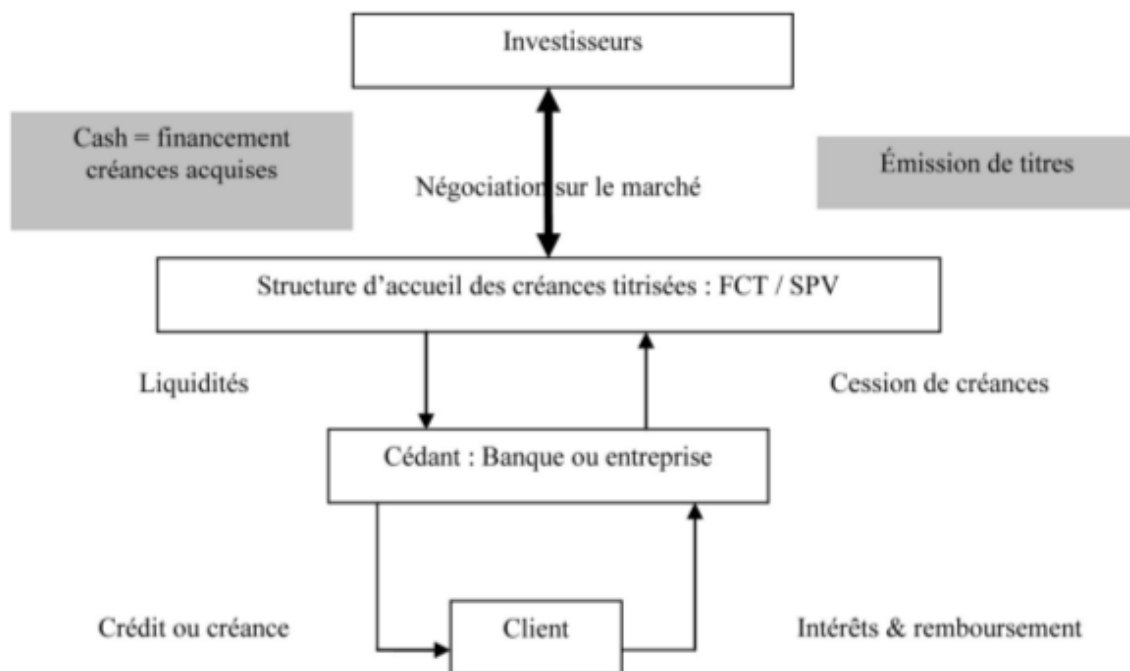 Investisseurs
Cash = financement
créances acquises
Négociation sur le marché
Émission de titres
Structure d'accueil des créances titrisées : FCT / SPV
Liquidités
Cession de créances
Cédant : Banque ou entreprise
Crédit ou créance
Client
Intérêts & remboursement